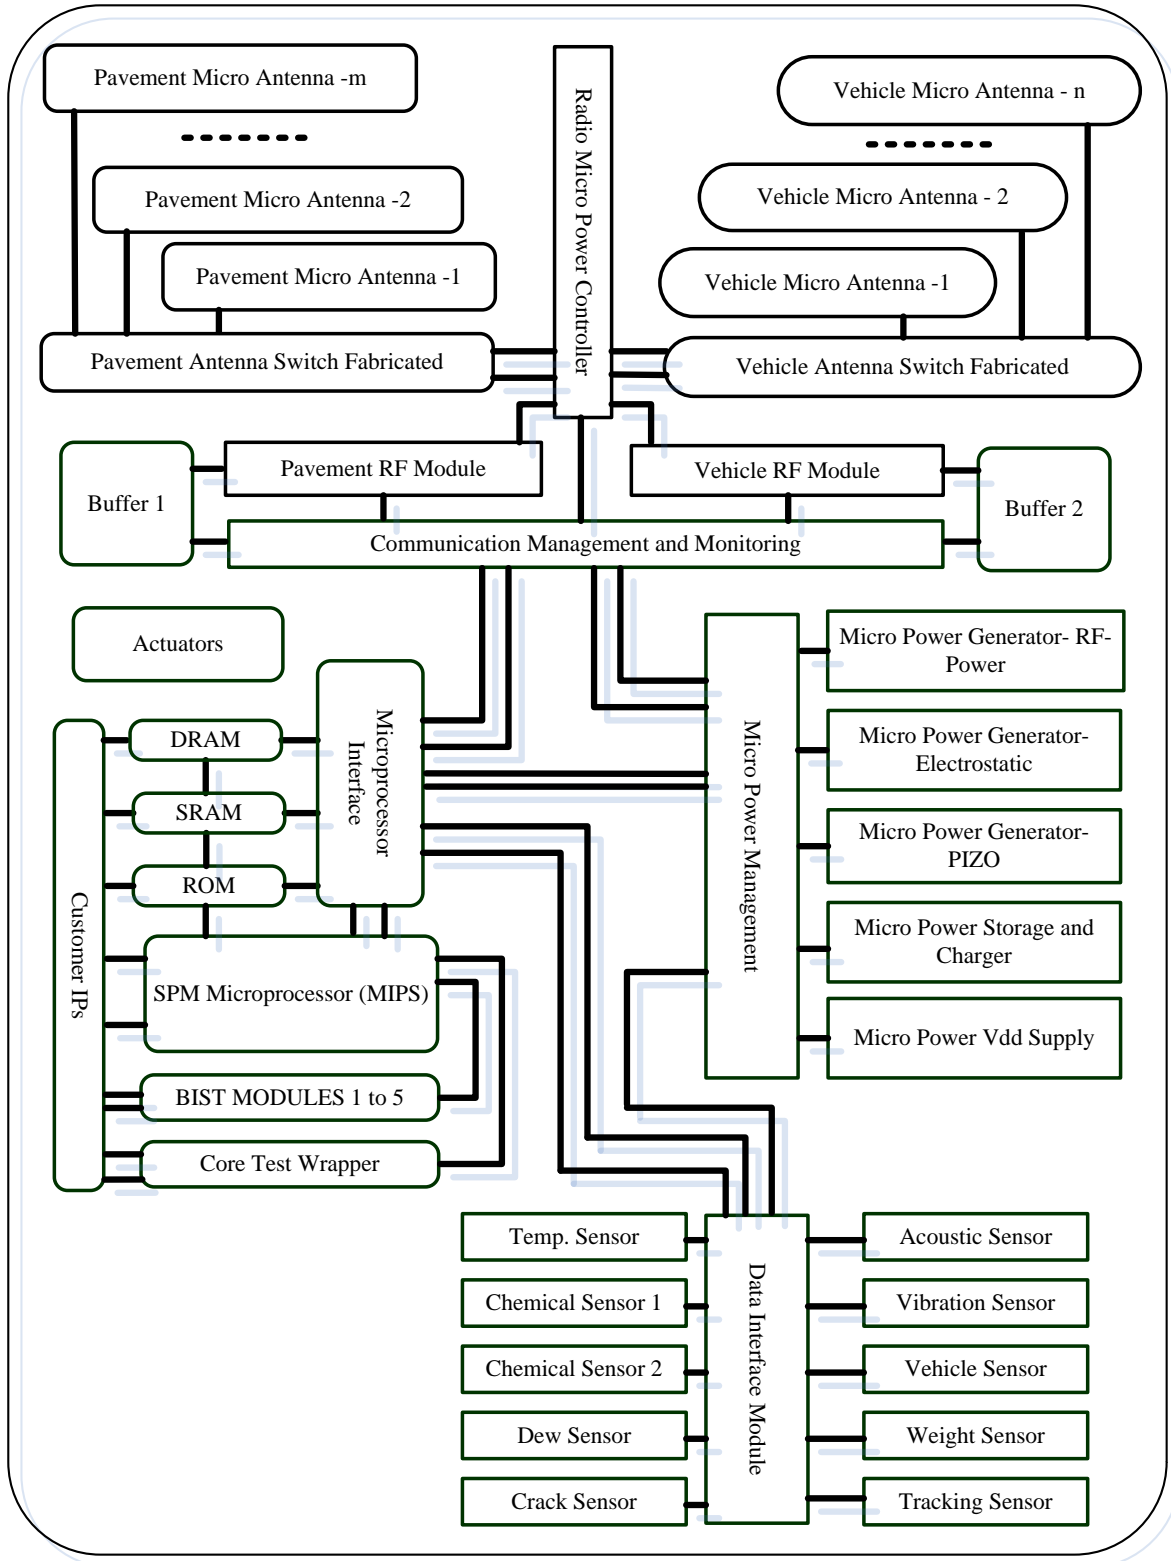 Pavement Micro Antenna -m
Pavement Micro Antenna -2
Pavement Micro Antenna -1
Pavement Antenna Switch Fabricated
Radio Micro Power Controller
Vehicle Micro Antenna - n
Vehicle Micro Antenna - 2
Vehicle Micro Antenna -1
Vehicle Antenna Switch Fabricated
Buffer 1
Pavement RF Module
Vehicle RF Module
Buffer 2
Communication Management and Monitoring
Actuators
Customer IPs
DRAM
SRAM
ROM
Microprocessor
Interface
SPM Microprocessor (MIPS)
BIST MODULES 1 to 5
Core Test Wrapper
Micro Power Management
Micro Power Generator- RF-
Power
Micro Power Generator-
Electrostatic
Micro Power Generator-
PIZO
Micro Power Storage and
Charger
Micro Power Vdd Supply
Temp. Sensor
Chemical Sensor 1
Chemical Sensor 2
Dew Sensor
Crack Sensor
Data Interface Module
Acoustic Sensor
Vibration Sensor
Vehicle Sensor
Weight Sensor
Tracking Sensor